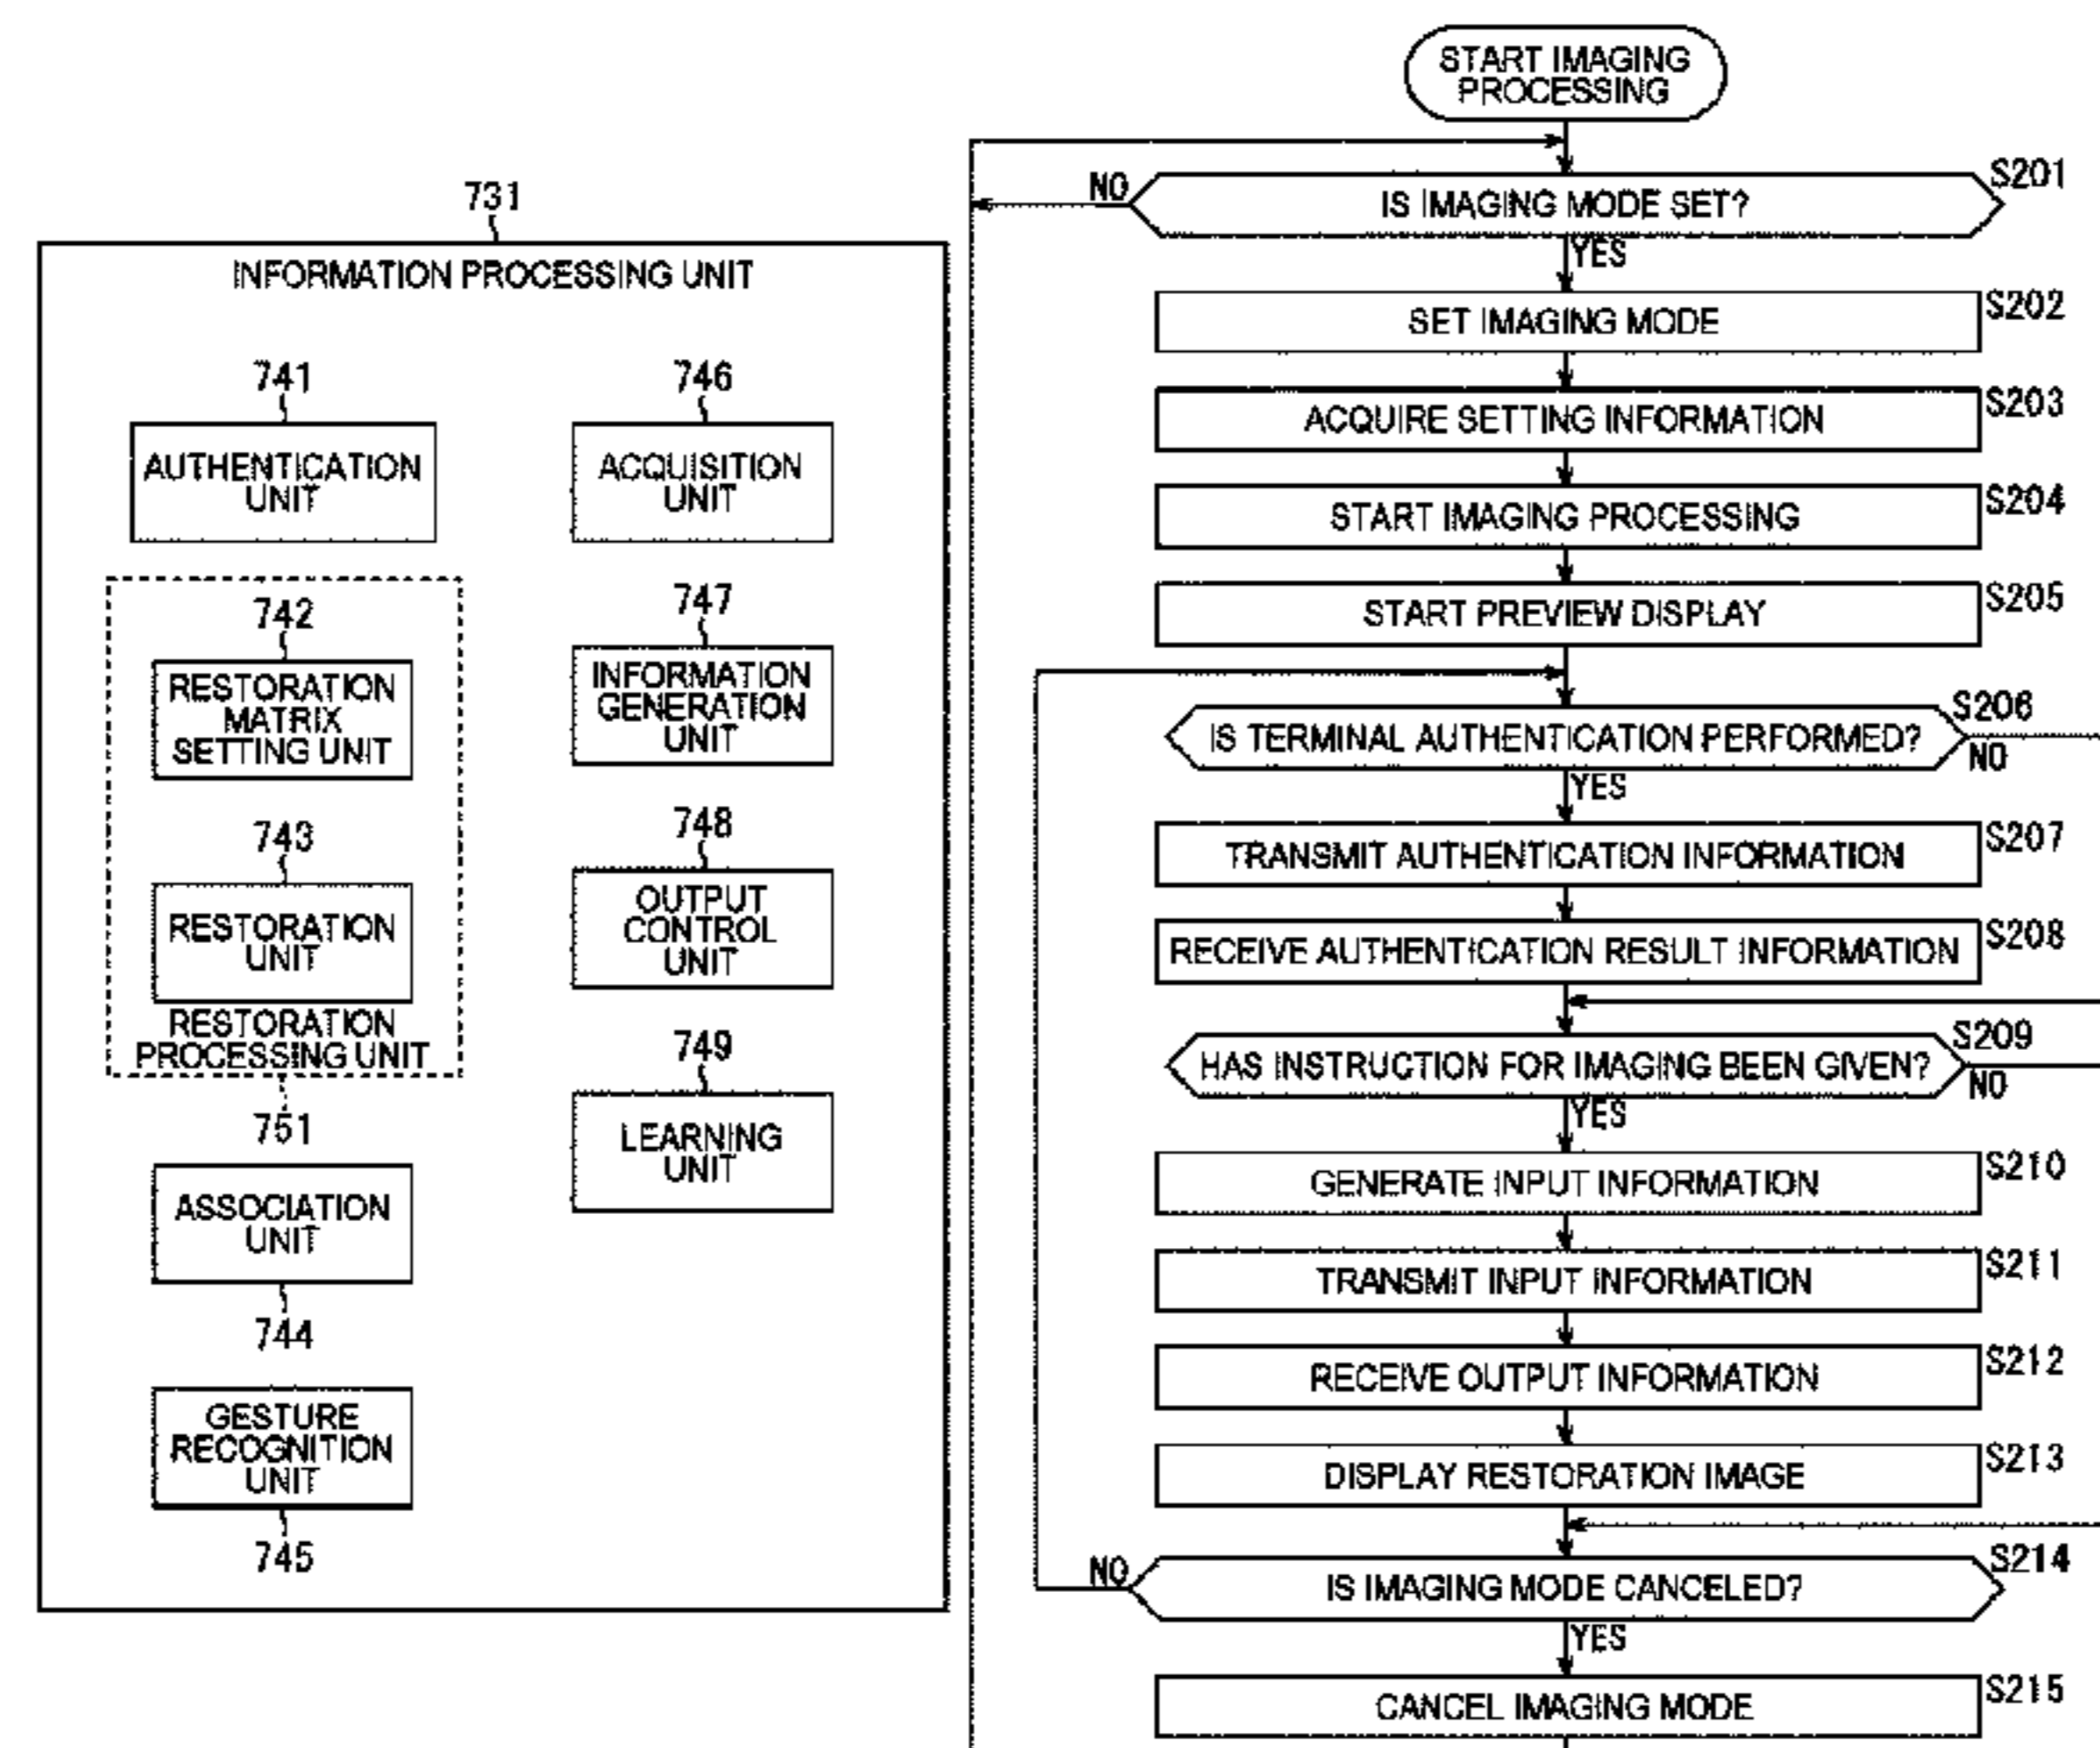 731
INFORMATION PROCESSING UNIT
741
AUTHENTICATION
UNIT
742
RESTORATION
MATRIX
SETTING UNIT
743
RESTORATION
UNIT
RESTORATION
PROCESSING UNIT
751
ASSOCIATION
UNIT
744
GESTURE
RECOGNITION
UNIT
745
746
ACQUISITION
UNIT
747
INFORMATION
GENERATION
UNIT
748
OUTPUT
CONTROL
UNIT
749
LEARNING
UNIT
START IMAGING
PROCESSING
S201
NO
IS IMAGING MODE SET?
YES
S202
SET IMAGING MODE
S203
ACQUIRE SETTING INFORMATION
S204
START IMAGING PROCESSING
S205
START PREVIEW DISPLAY
S206
IS TERMINAL AUTHENTICATION PERFORMED?
NO
YES
S207
TRANSMIT AUTHENTICATION INFORMATION
S208
RECEIVE AUTHENTICATION RESULT INFORMATION
S209
HAS INSTRUCTION FOR IMAGING BEEN GIVEN?
NO
YES
S210
GENERATE INPUT INFORMATION
S211
TRANSMIT INPUT INFORMATION
S212
RECEIVE OUTPUT INFORMATION
S213
DISPLAY RESTORATION IMAGE
S214
NO
IS IMAGING MODE CANCELED?
YES
S215
CANCEL IMAGING MODE